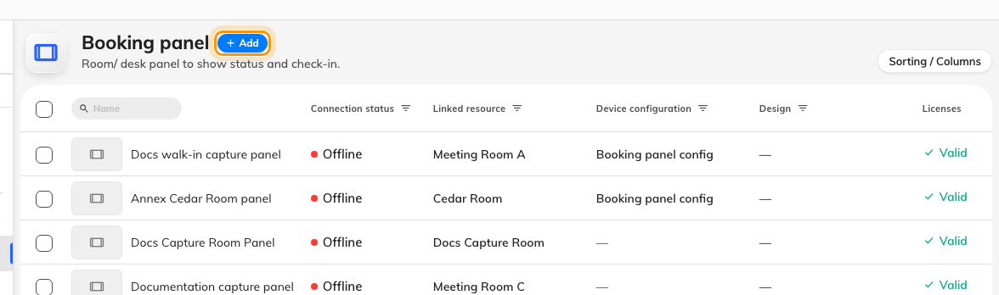 Booking panel + Add
Room/ desk panel to show status and check-in.
Sorting / Columns
Name Connection status Linked resource Device configuration Design Licenses
Docs walk-in capture panel Offline Meeting Room A Booking panel config — Valid
Annex Cedar Room panel Offline Cedar Room Booking panel config — Valid
Docs Capture Room Panel Offline Docs Capture Room — — Valid
Documentation capture panel Offline Meeting Room C — — Valid